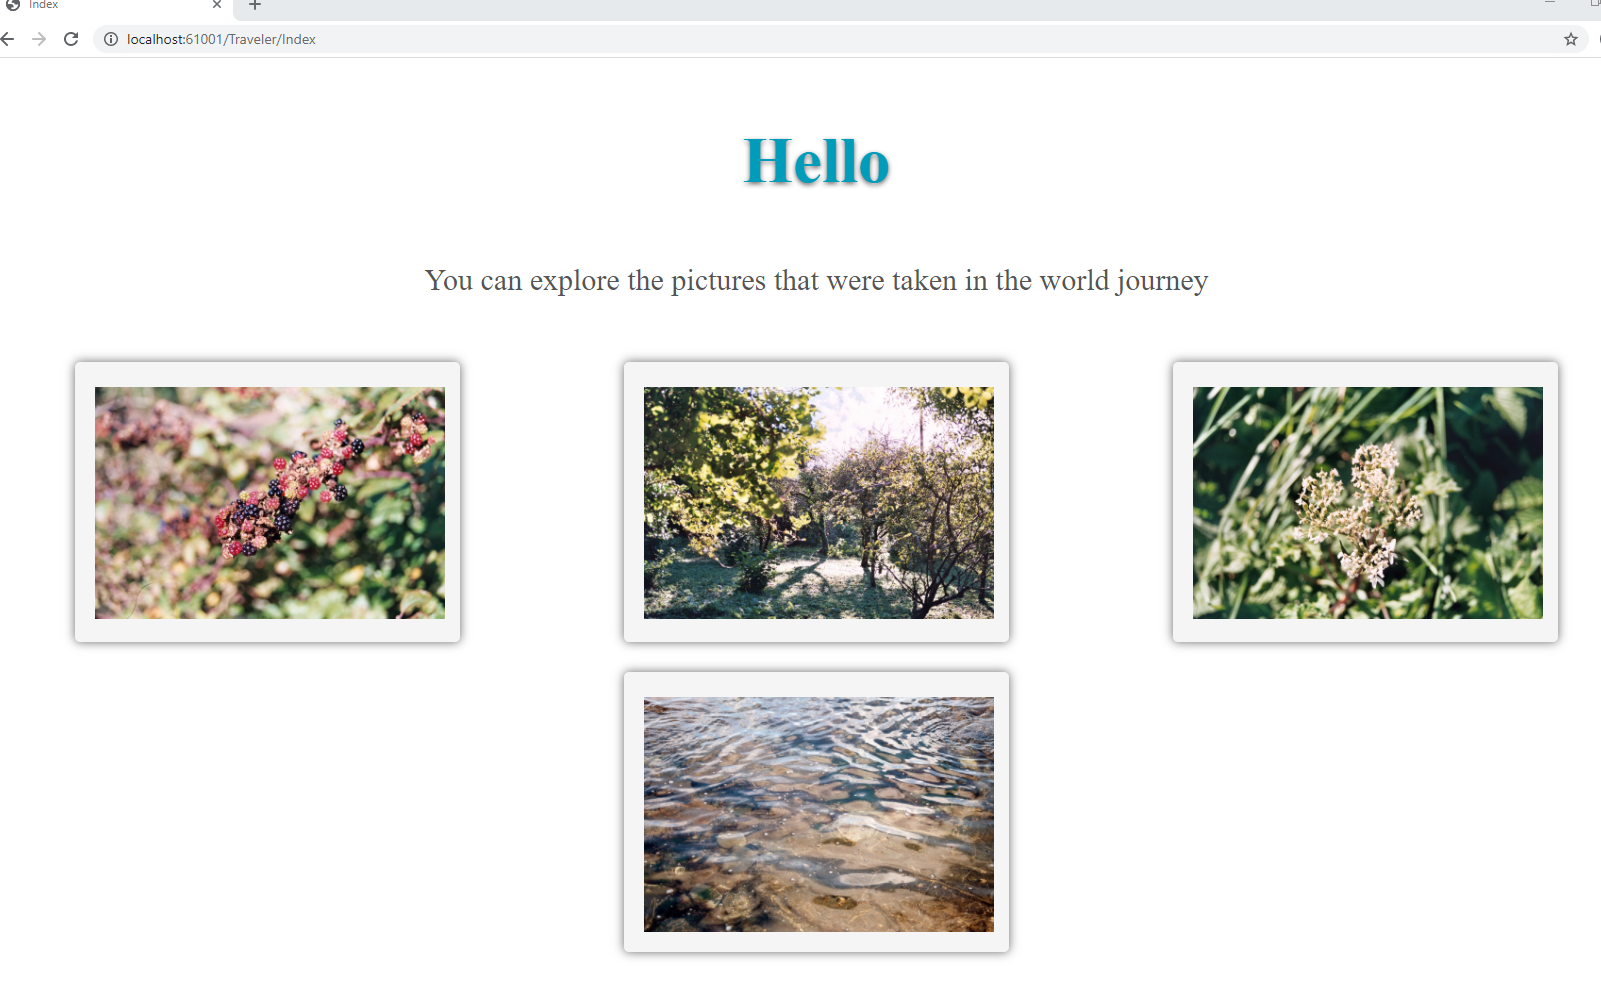 Index
localhost:61001/Traveler/Index
Hello
You can explore the pictures that were taken in the world journey